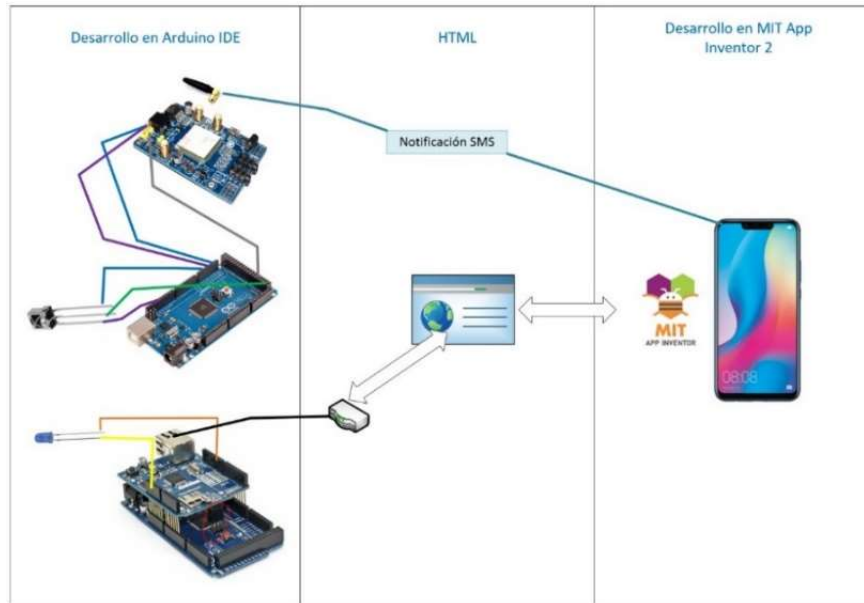 Desarrollo en Arduino IDE
HTML
Desarrollo en MIT App
Inventor 2
Notificación SMS
MIT
APP INVENTOR
08:08